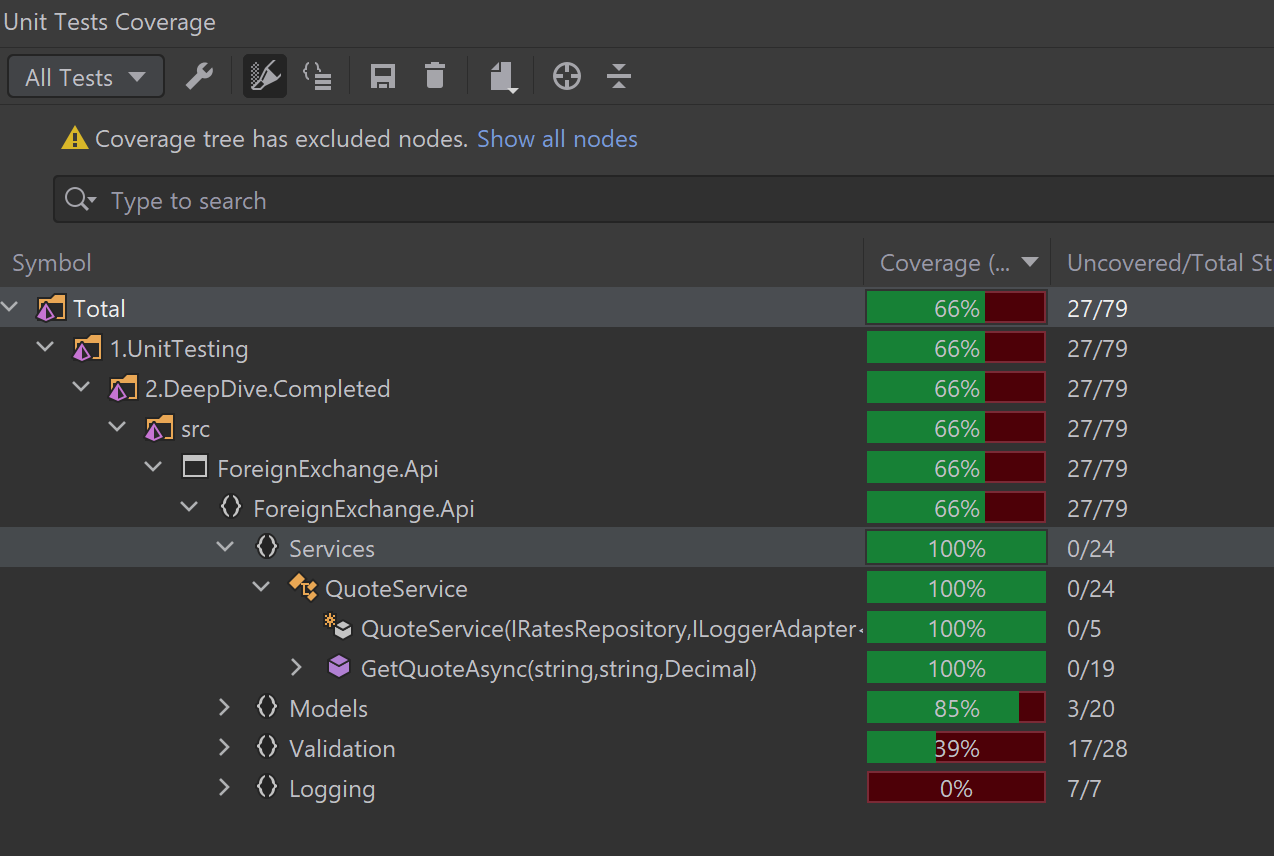 Unit Tests Coverage
All Tests
Coverage tree has excluded nodes. Show all nodes
Type to search
Symbol Coverage (... Uncovered/Total St
Total 66% 27/79
1.UnitTesting 66% 27/79
2.DeepDive.Completed 66% 27/79
src 66% 27/79
ForeignExchange.Api 66% 27/79
{} ForeignExchange.Api 66% 27/79
{} Services 100% 0/24
QuoteService 100% 0/24
QuoteService(IRatesRepository,ILoggerAdapter 100% 0/5
GetQuoteAsync(string,string,Decimal) 100% 0/19
{} Models 85% 3/20
{} Validation 39% 17/28
{} Logging 0% 7/7